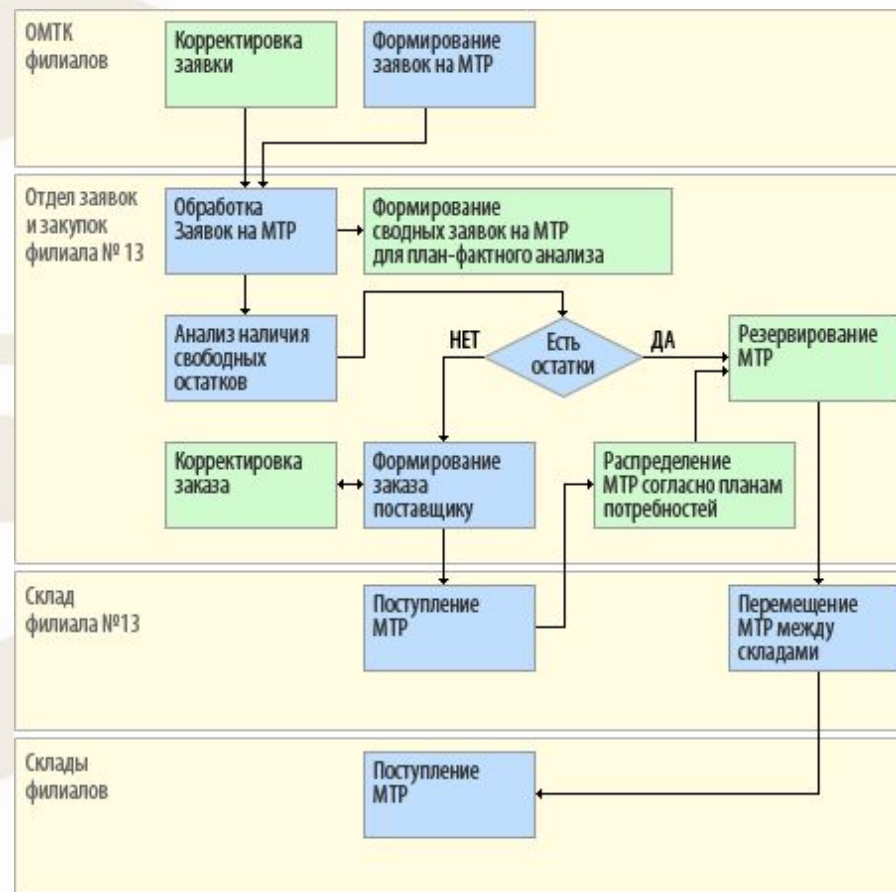 ОМТК
филиалов
Корректировка
заявки
Формирование
заявок на МТР
Отдел заявок
и закупок
филиала № 13
Обработка
Заявок на МТР
Формирование
сводных заявок на МТР
для план-фактного анализа
Анализ наличия
свободных
остатков
НЕТ
Есть
остатки
ДА
Резервирование
МТР
Корректировка
заказа
Формирование
заказа
поставщику
Распределение
МТР согласно планам
потребностей
Склад
филиала №13
Поступление
МТР
Перемещение
МТР между
складами
Склады
филиалов
Поступление
МТР